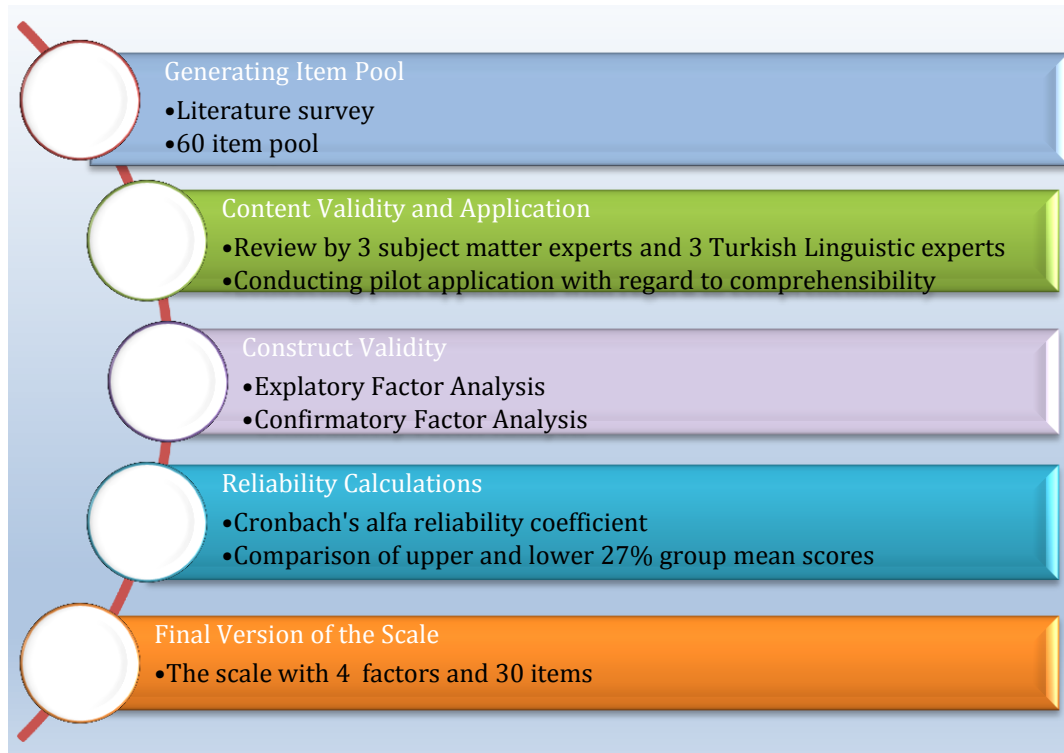 Generating Item Pool
•Literature survey
•60 item pool
Content Validity and Application
•Review by 3 subject matter experts and 3 Turkish Linguistic experts
•Conducting pilot application with regard to comprehensibility
Construct Validity
•Explatory Factor Analysis
•Confirmatory Factor Analysis
Reliability Calculations
•Cronbach's alfa reliability coefficient
•Comparison of upper and lower 27% group mean scores
Final Version of the Scale
•The scale with 4 factors and 30 items